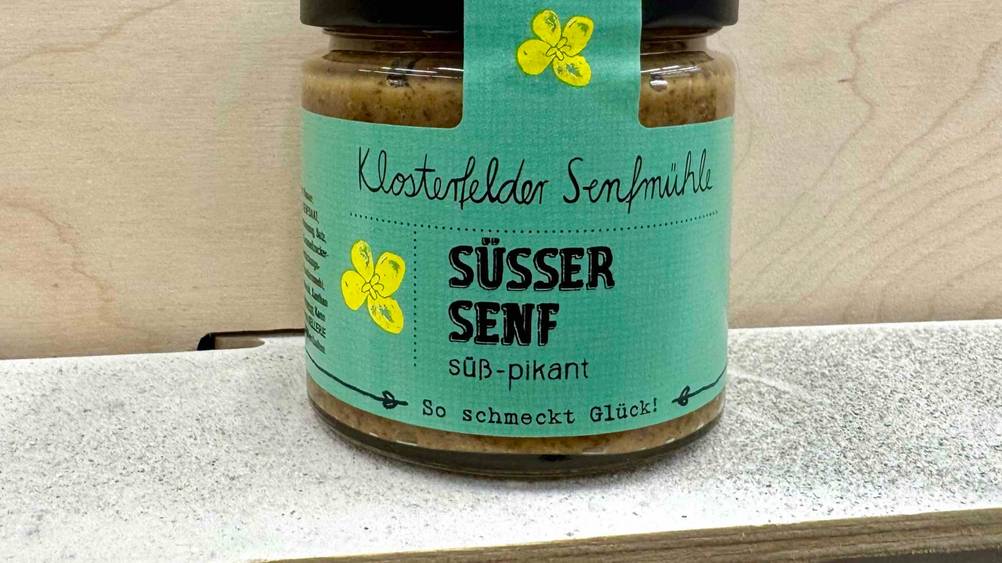 Klosterfelder Senfmühle
SÜSSER
SENF
süß-pikant
So schmeckt Glück!